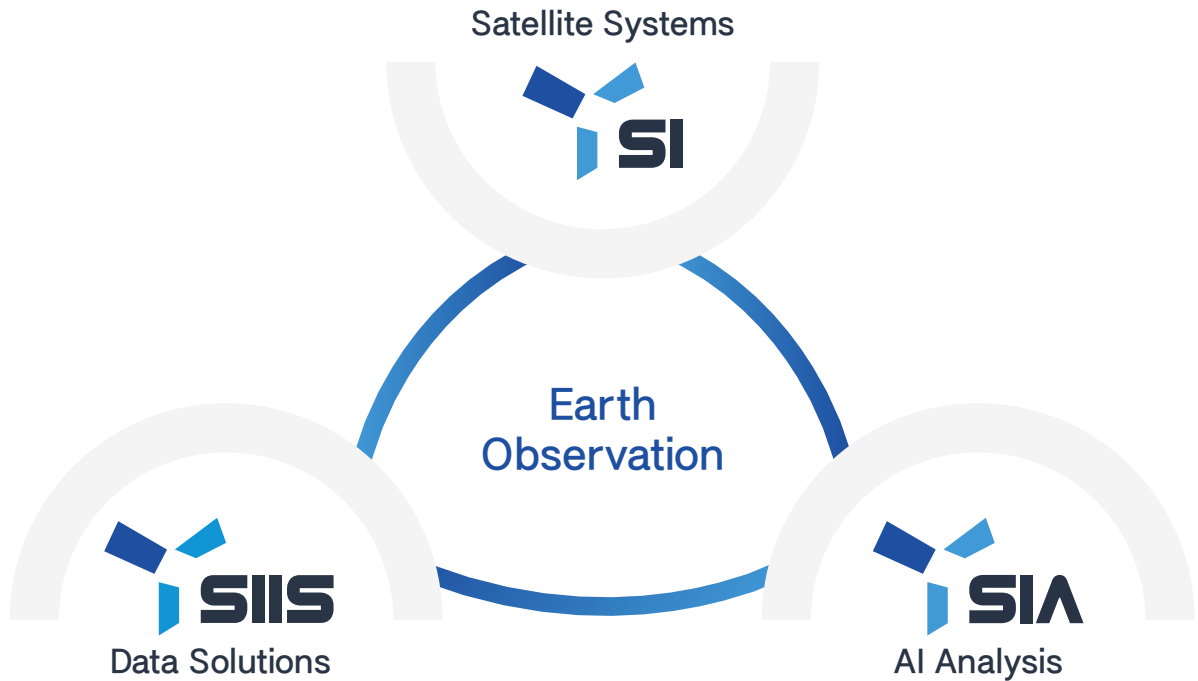 Satellite Systems
SI
Earth
Observation
SIIS
Data Solutions
SIA
AI Analysis